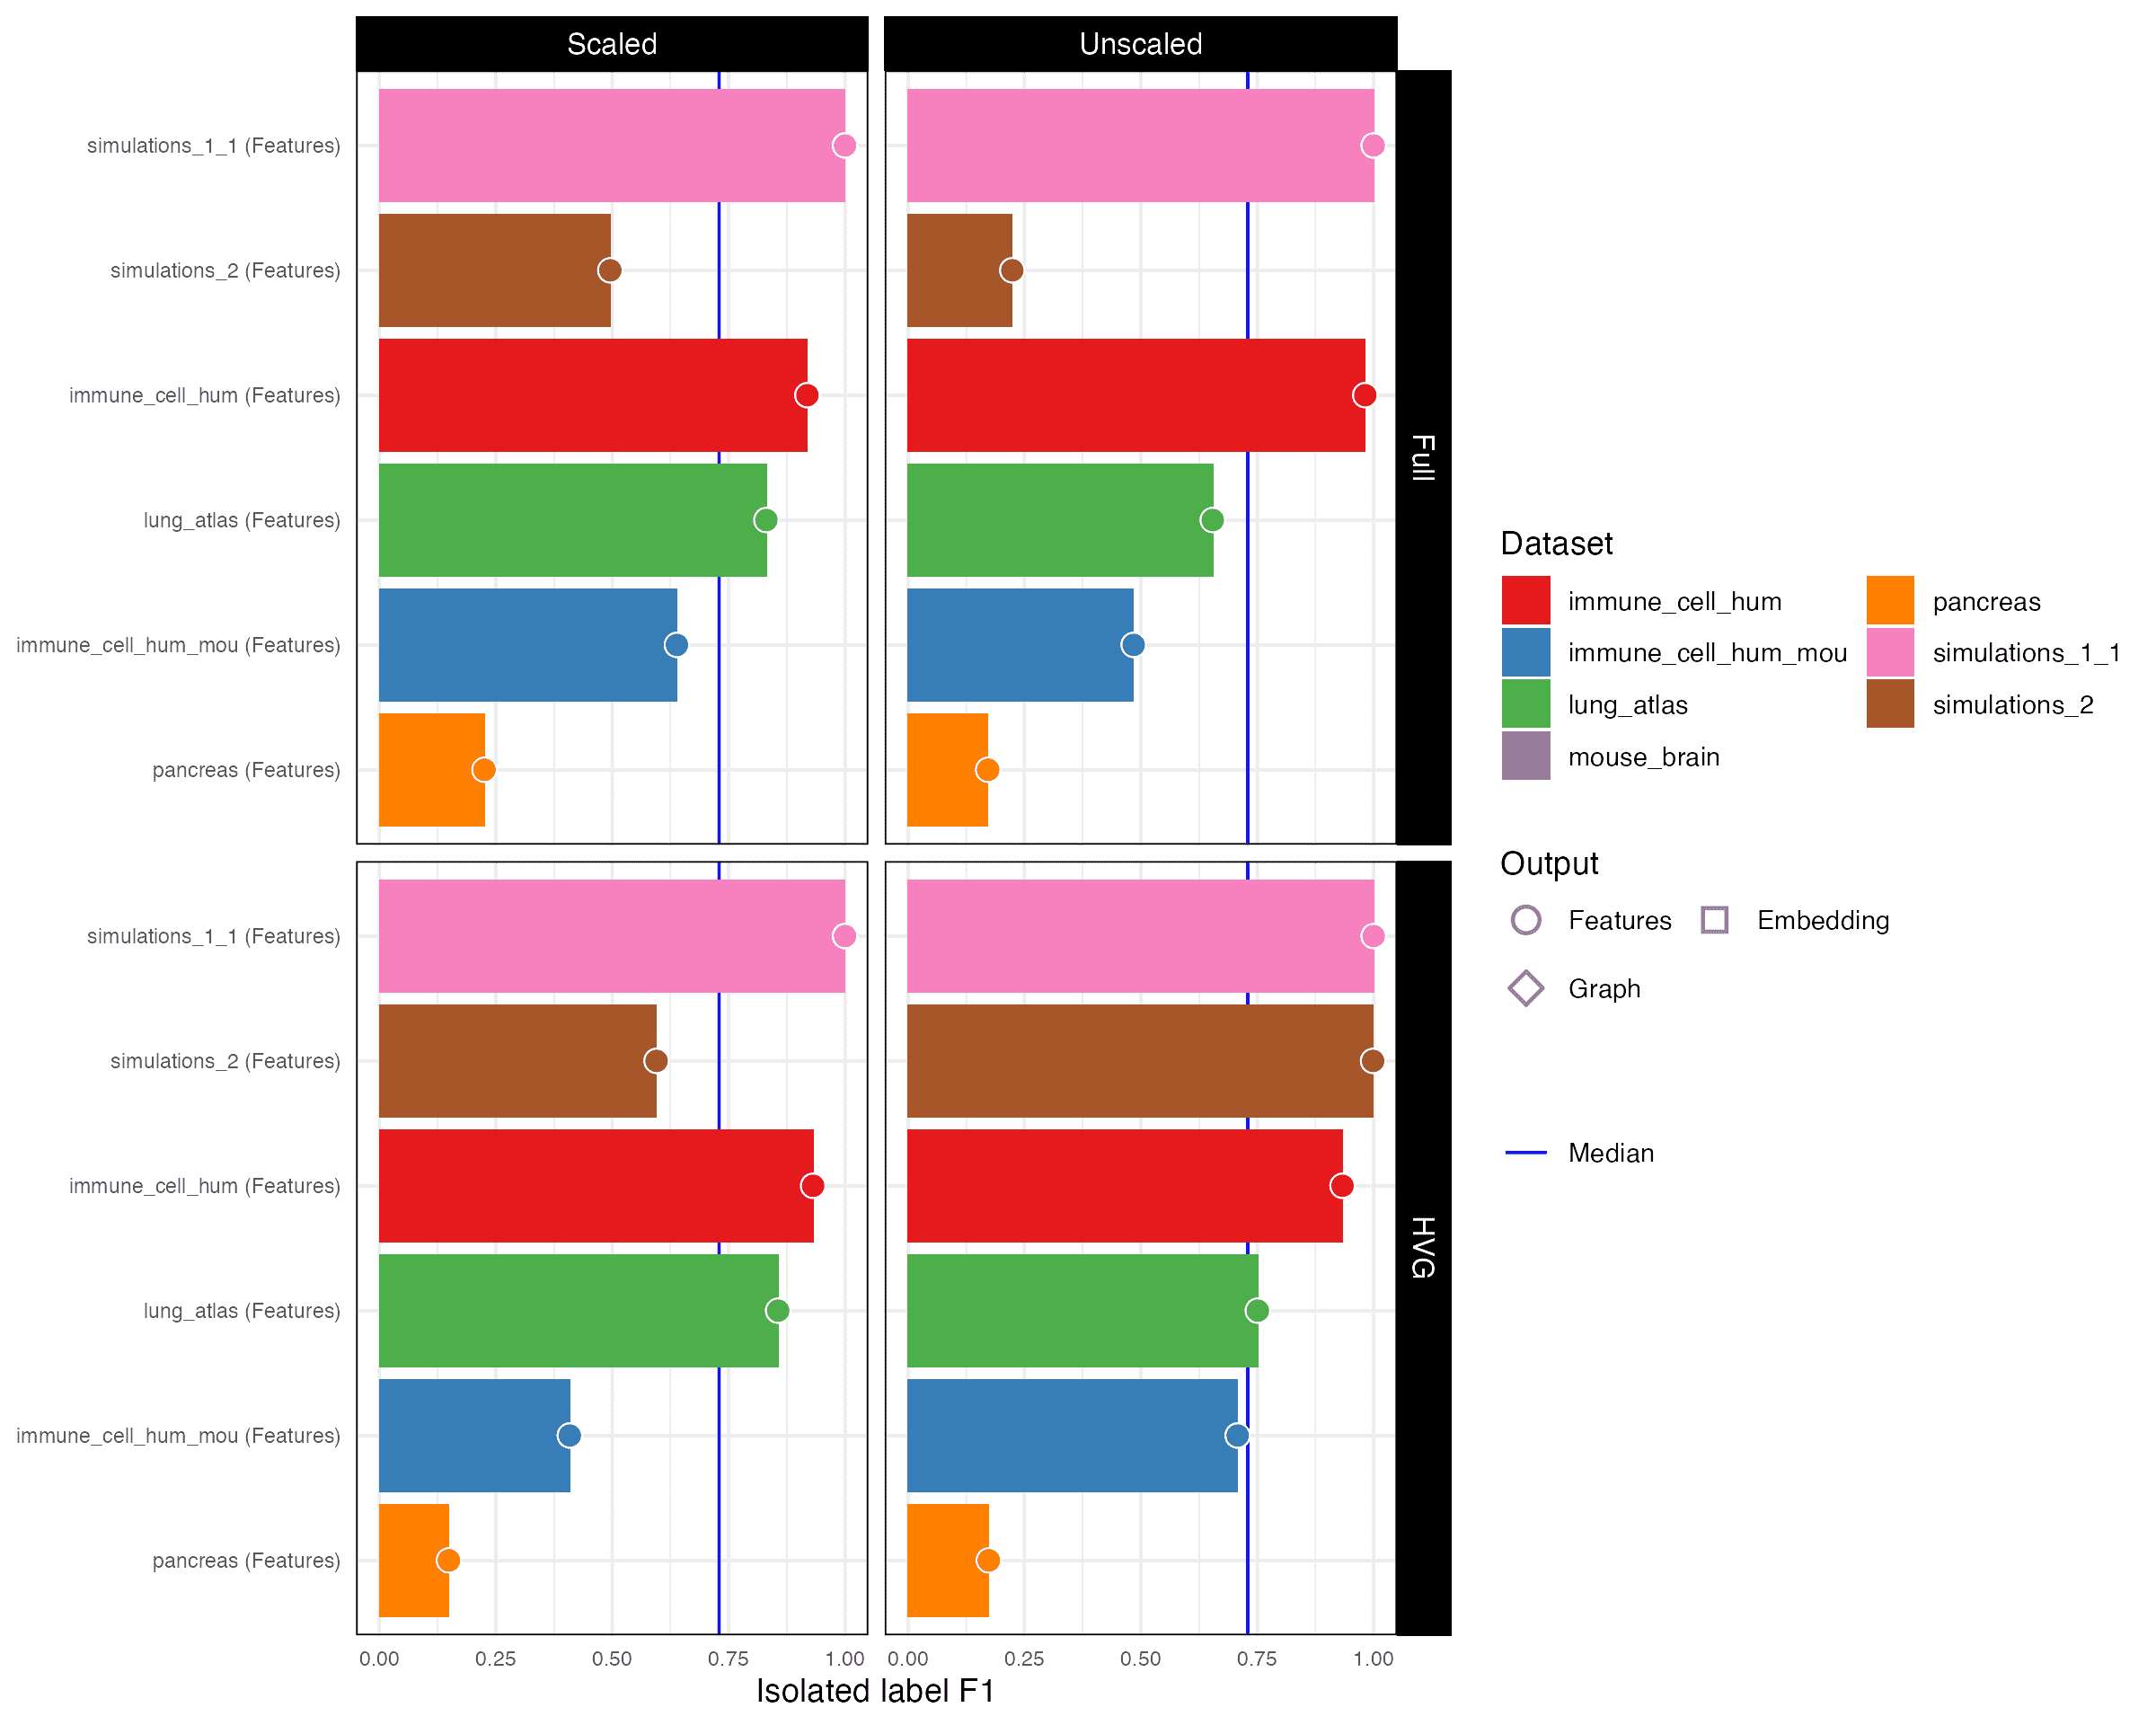 Scaled
Unscaled
Full
simulations_1_1 (Features)
simulations_2 (Features)
immune_cell_hum (Features)
lung_atlas (Features)
immune_cell_hum_mou (Features)
pancreas (Features)
HVG
simulations_1_1 (Features)
simulations_2 (Features)
immune_cell_hum (Features)
lung_atlas (Features)
immune_cell_hum_mou (Features)
pancreas (Features)
0.00 0.25 0.50 0.75 1.00
0.00 0.25 0.50 0.75 1.00
Isolated label F1
Dataset
immune_cell_hum
immune_cell_hum_mou
lung_atlas
mouse_brain
pancreas
simulations_1_1
simulations_2
Output
Features
Embedding
Graph
Median